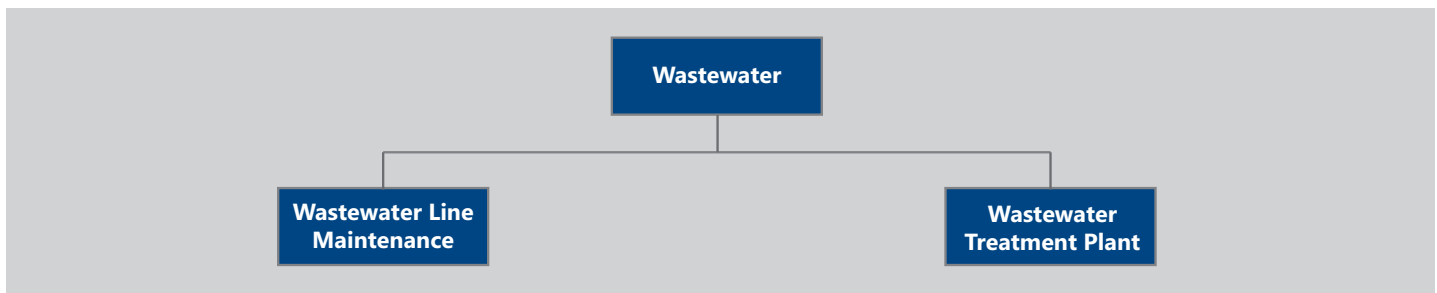 Wastewater
Wastewater Line
Maintenance
Wastewater
Treatment Plant